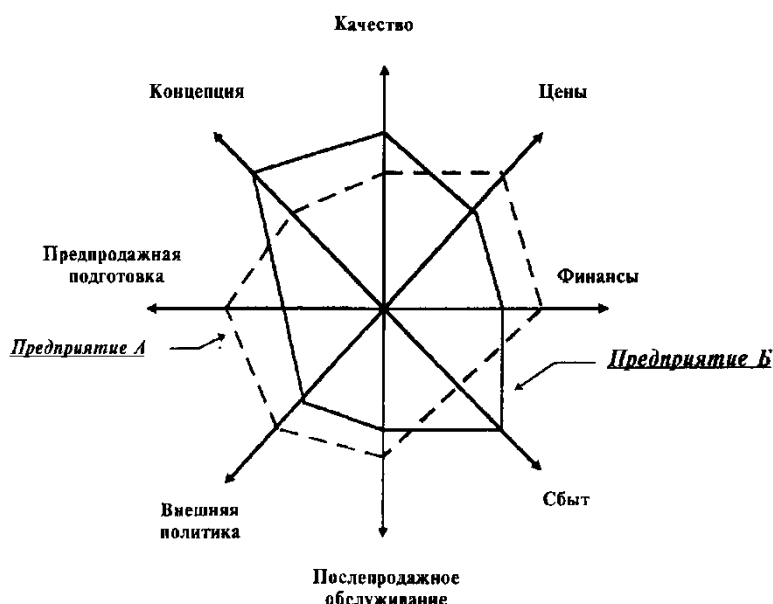 Качество
Концепция
Цены
Предпродажная
подготовка
Финансы
Предприятие А
Предприятие Б
Сбыт
Внешняя
политика
Послепродажное
обслуживание